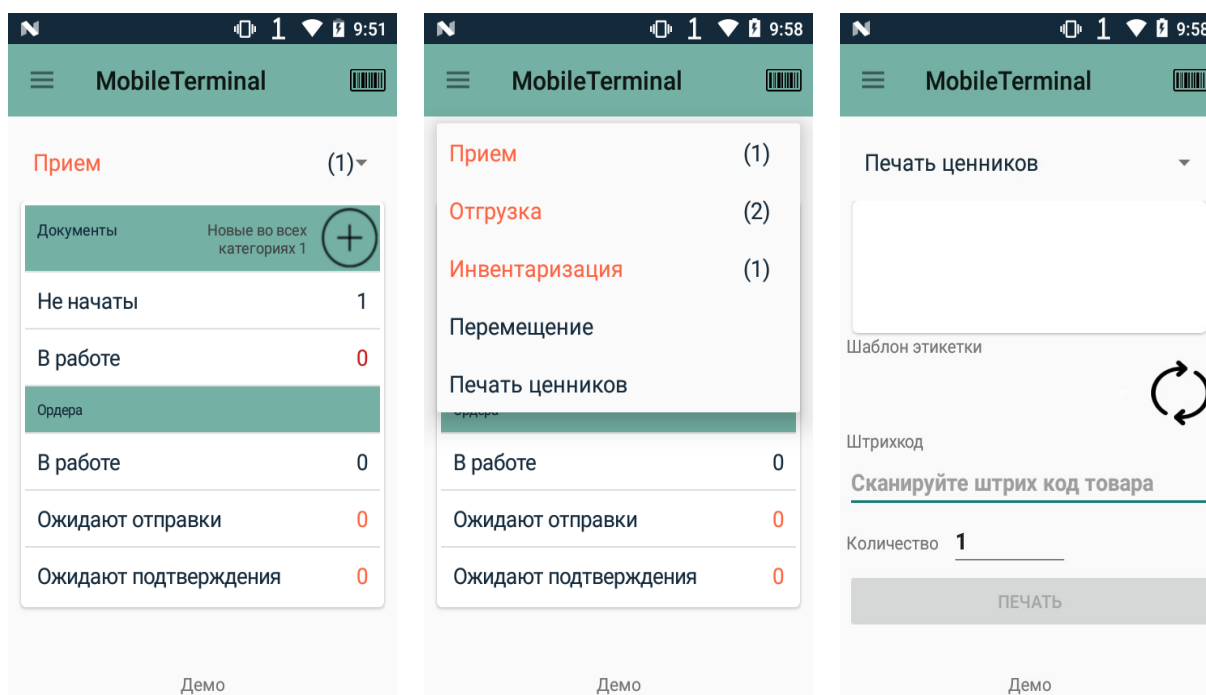 1 9:51
MobileTerminal
Прием (1)
Документы Новые во всех
категориях 1
Не начаты 1
В работе 0
Ордера
В работе 0
Ожидают отправки 0
Ожидают подтверждения 0
Демо
1 9:58
MobileTerminal
Прием (1)
Отгрузка (2)
Инвентаризация (1)
Перемещение
Печать ценников
Ордера
В работе 0
Ожидают отправки 0
Ожидают подтверждения 0
Демо
1 9:58
MobileTerminal
Печать ценников
Шаблон этикетки
Штрихкод
Сканируйте штрих код товара
Количество 1
ПЕЧАТЬ
Демо